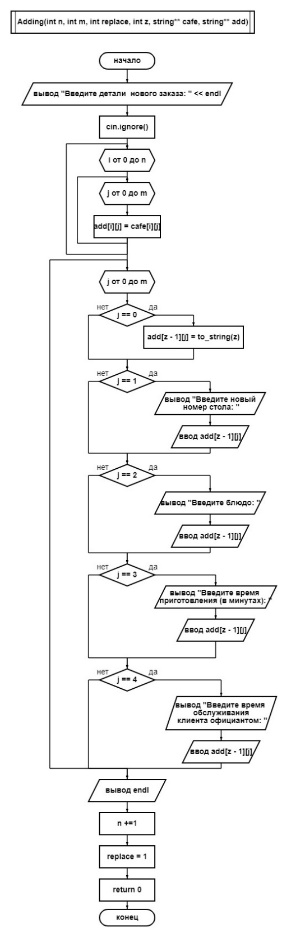 Adding(int n, int m, int replace, int z, string** cafe, string** add)
начало
вывод "Введите детали нового заказа: " << endl
cin.ignore()
i от 0 до n
j от 0 до m
add[i][j] = cafe[i][j]
j от 0 до m
нет
да
j == 0
add[z - 1][j] = to_string(z)
нет
да
j == 1
вывод "Введите новый
номер стола: "
ввод add[z - 1][j]
нет
да
j == 2
вывод "Введите блюдо: "
ввод add[z - 1][j]
нет
да
j == 3
вывод "Введите время
приготовления (в минутах): "
ввод add[z - 1][j]
нет
да
j == 4
вывод "Введите время
обслуживания
клиента официантом: "
ввод add[z - 1][j]
вывод endl
n +=1
replace = 1
return 0
конец